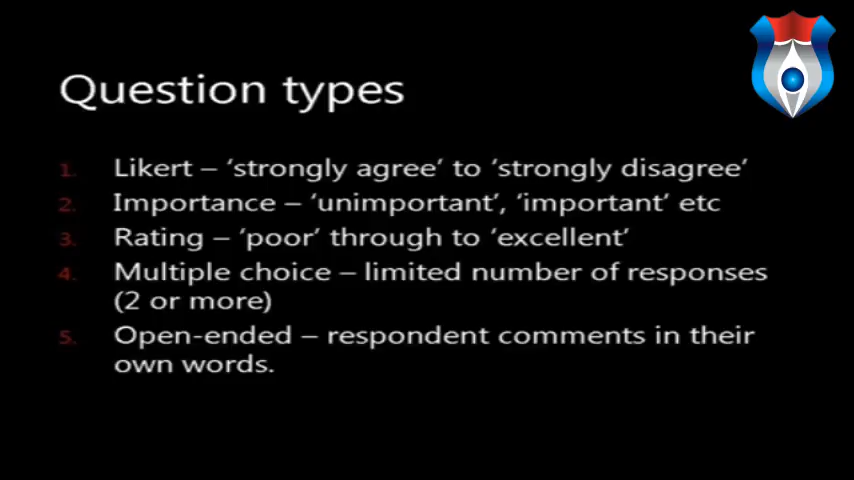 Question types
1. Likert – ‘strongly agree’ to ‘strongly disagree’
2. Importance – ‘unimportant’, ‘important’ etc
3. Rating – ‘poor’ through to ‘excellent’
4. Multiple choice – limited number of responses
(2 or more)
5. Open-ended – respondent comments in their
own words.